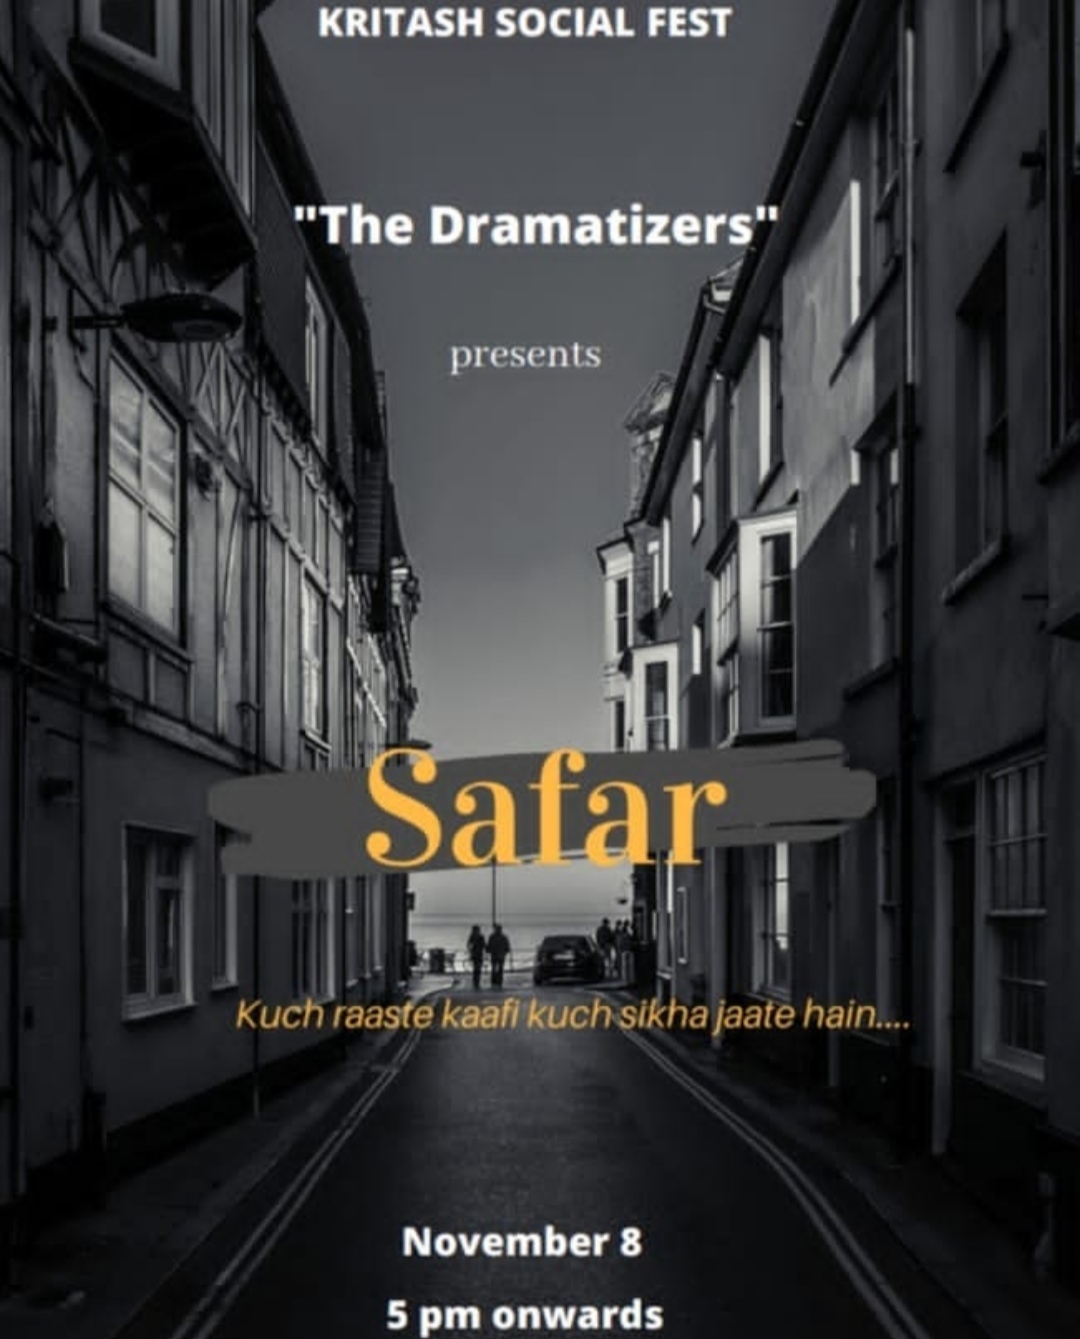 KRITASH SOCIAL FEST
"The Dramatizers"
presents
Safar
Kuch raaste kaafi kuch sikha jaate hain....
November 8
5 pm onwards